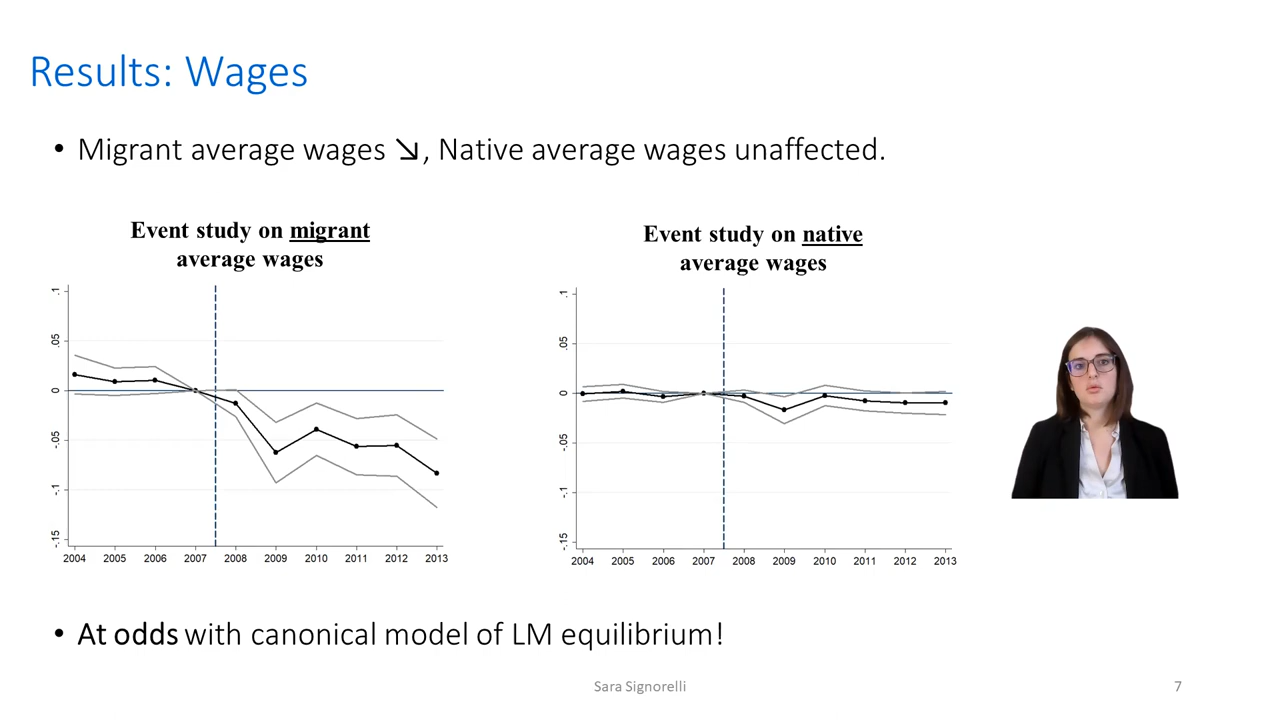 Results: Wages
• Migrant average wages ↘, Native average wages unaffected.
Event study on migrant
average wages
.1
.05
0
-.05
-.1
-.15
2004 2005 2006 2007 2008 2009 2010 2011 2012 2013
Event study on native
average wages
.1
.05
0
-.05
-.1
-.15
2004 2005 2006 2007 2008 2009 2010 2011 2012 2013
• At odds with canonical model of LM equilibrium!
Sara Signorelli
7